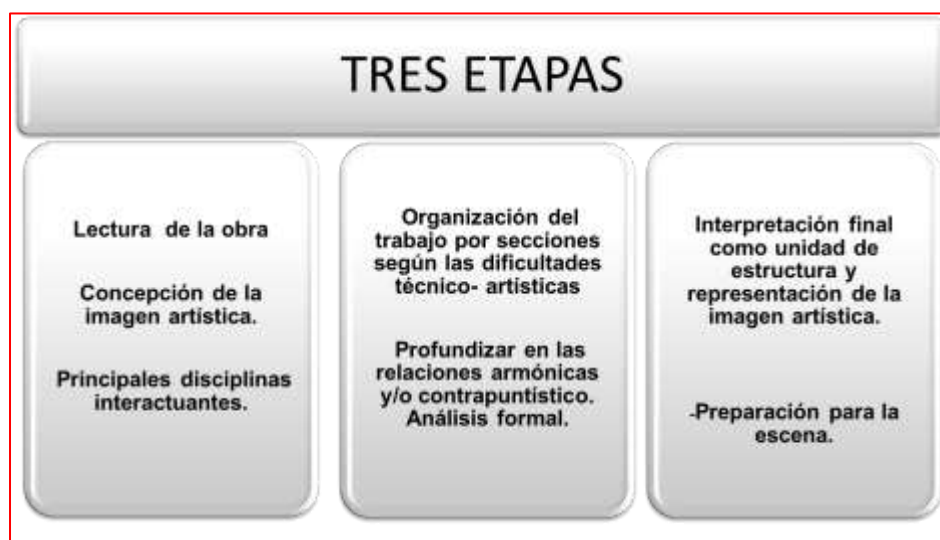 TRES ETAPAS
Lectura de la obra
Concepción de la
imagen artística.
Principales disciplinas
interactuantes.
Organización del
trabajo por secciones
según las dificultades
técnico- artísticas
Profundizar en las
relaciones armónicas
y/o contrapuntístico.
Análisis formal.
Interpretación final
como unidad de
estructura y
representación de la
imagen artística.
-Preparación para la
escena.